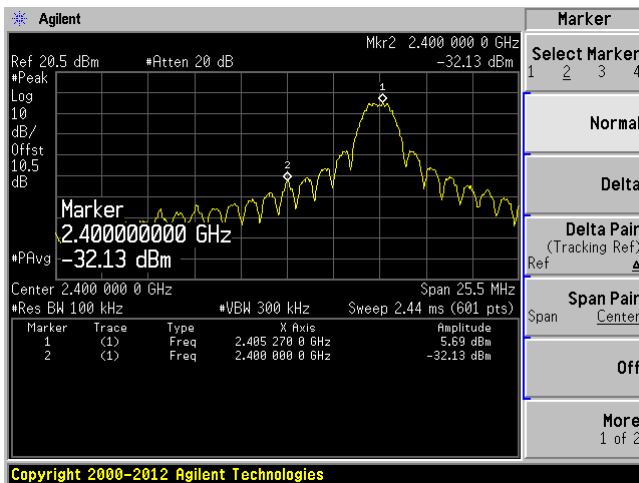 Agilent
Marker
Mkr2 2.400 000 0 GHz
Ref 20.5 dBm #Atten 20 dB -32.13 dBm
#Peak
Log
10
dB/
Offst
10.5
dB
#PAvg
1
2
Marker
2.400000000 GHz
-32.13 dBm
Center 2.400 000 0 GHz Span 25.5 MHz
#Res BW 100 kHz #VBW 300 kHz Sweep 2.44 ms (601 pts)
Marker Trace Type X Axis Amplitude
1 (1) Freq 2.405 270 0 GHz 5.69 dBm
2 (1) Freq 2.400 000 0 GHz -32.13 dBm
Select Marker
1 2 3 4
Normal
Delta
Delta Pair
(Tracking Ref)
Ref Δ
Span Pair
Span Center
Off
More
1 of 2
Copyright 2000-2012 Agilent Technologies